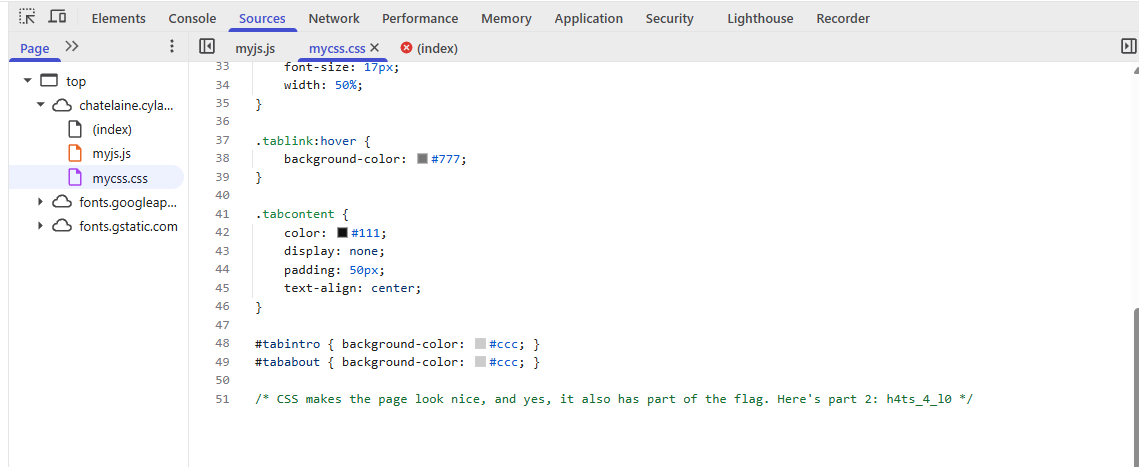 Elements Console Sources Network Performance Memory Application Security Lighthouse Recorder
Page myjs.js mycss.css (index)
top
chatelaine.cyla...
(index)
myjs.js
mycss.css
fonts.googleap...
fonts.gstatic.com
33 font-size: 17px;
34 width: 50%;
35 }
36
37 .tablink:hover {
38 background-color: #777;
39 }
40
41 .tabcontent {
42 color: #111;
43 display: none;
44 padding: 50px;
45 text-align: center;
46 }
47
48 #tabintro { background-color: #ccc; }
49 #tababout { background-color: #ccc; }
50
51 /* CSS makes the page look nice, and yes, it also has part of the flag. Here's part 2: h4ts_4_l0 */